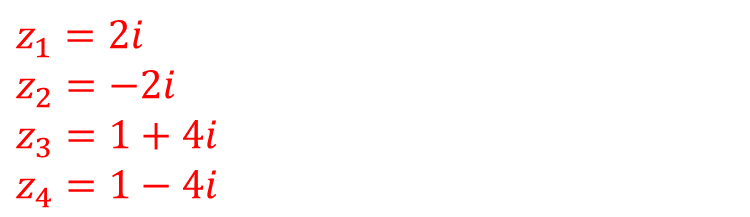 z₁ = 2i
z₂ = −2i
z₃ = 1 + 4i
z₄ = 1 − 4i